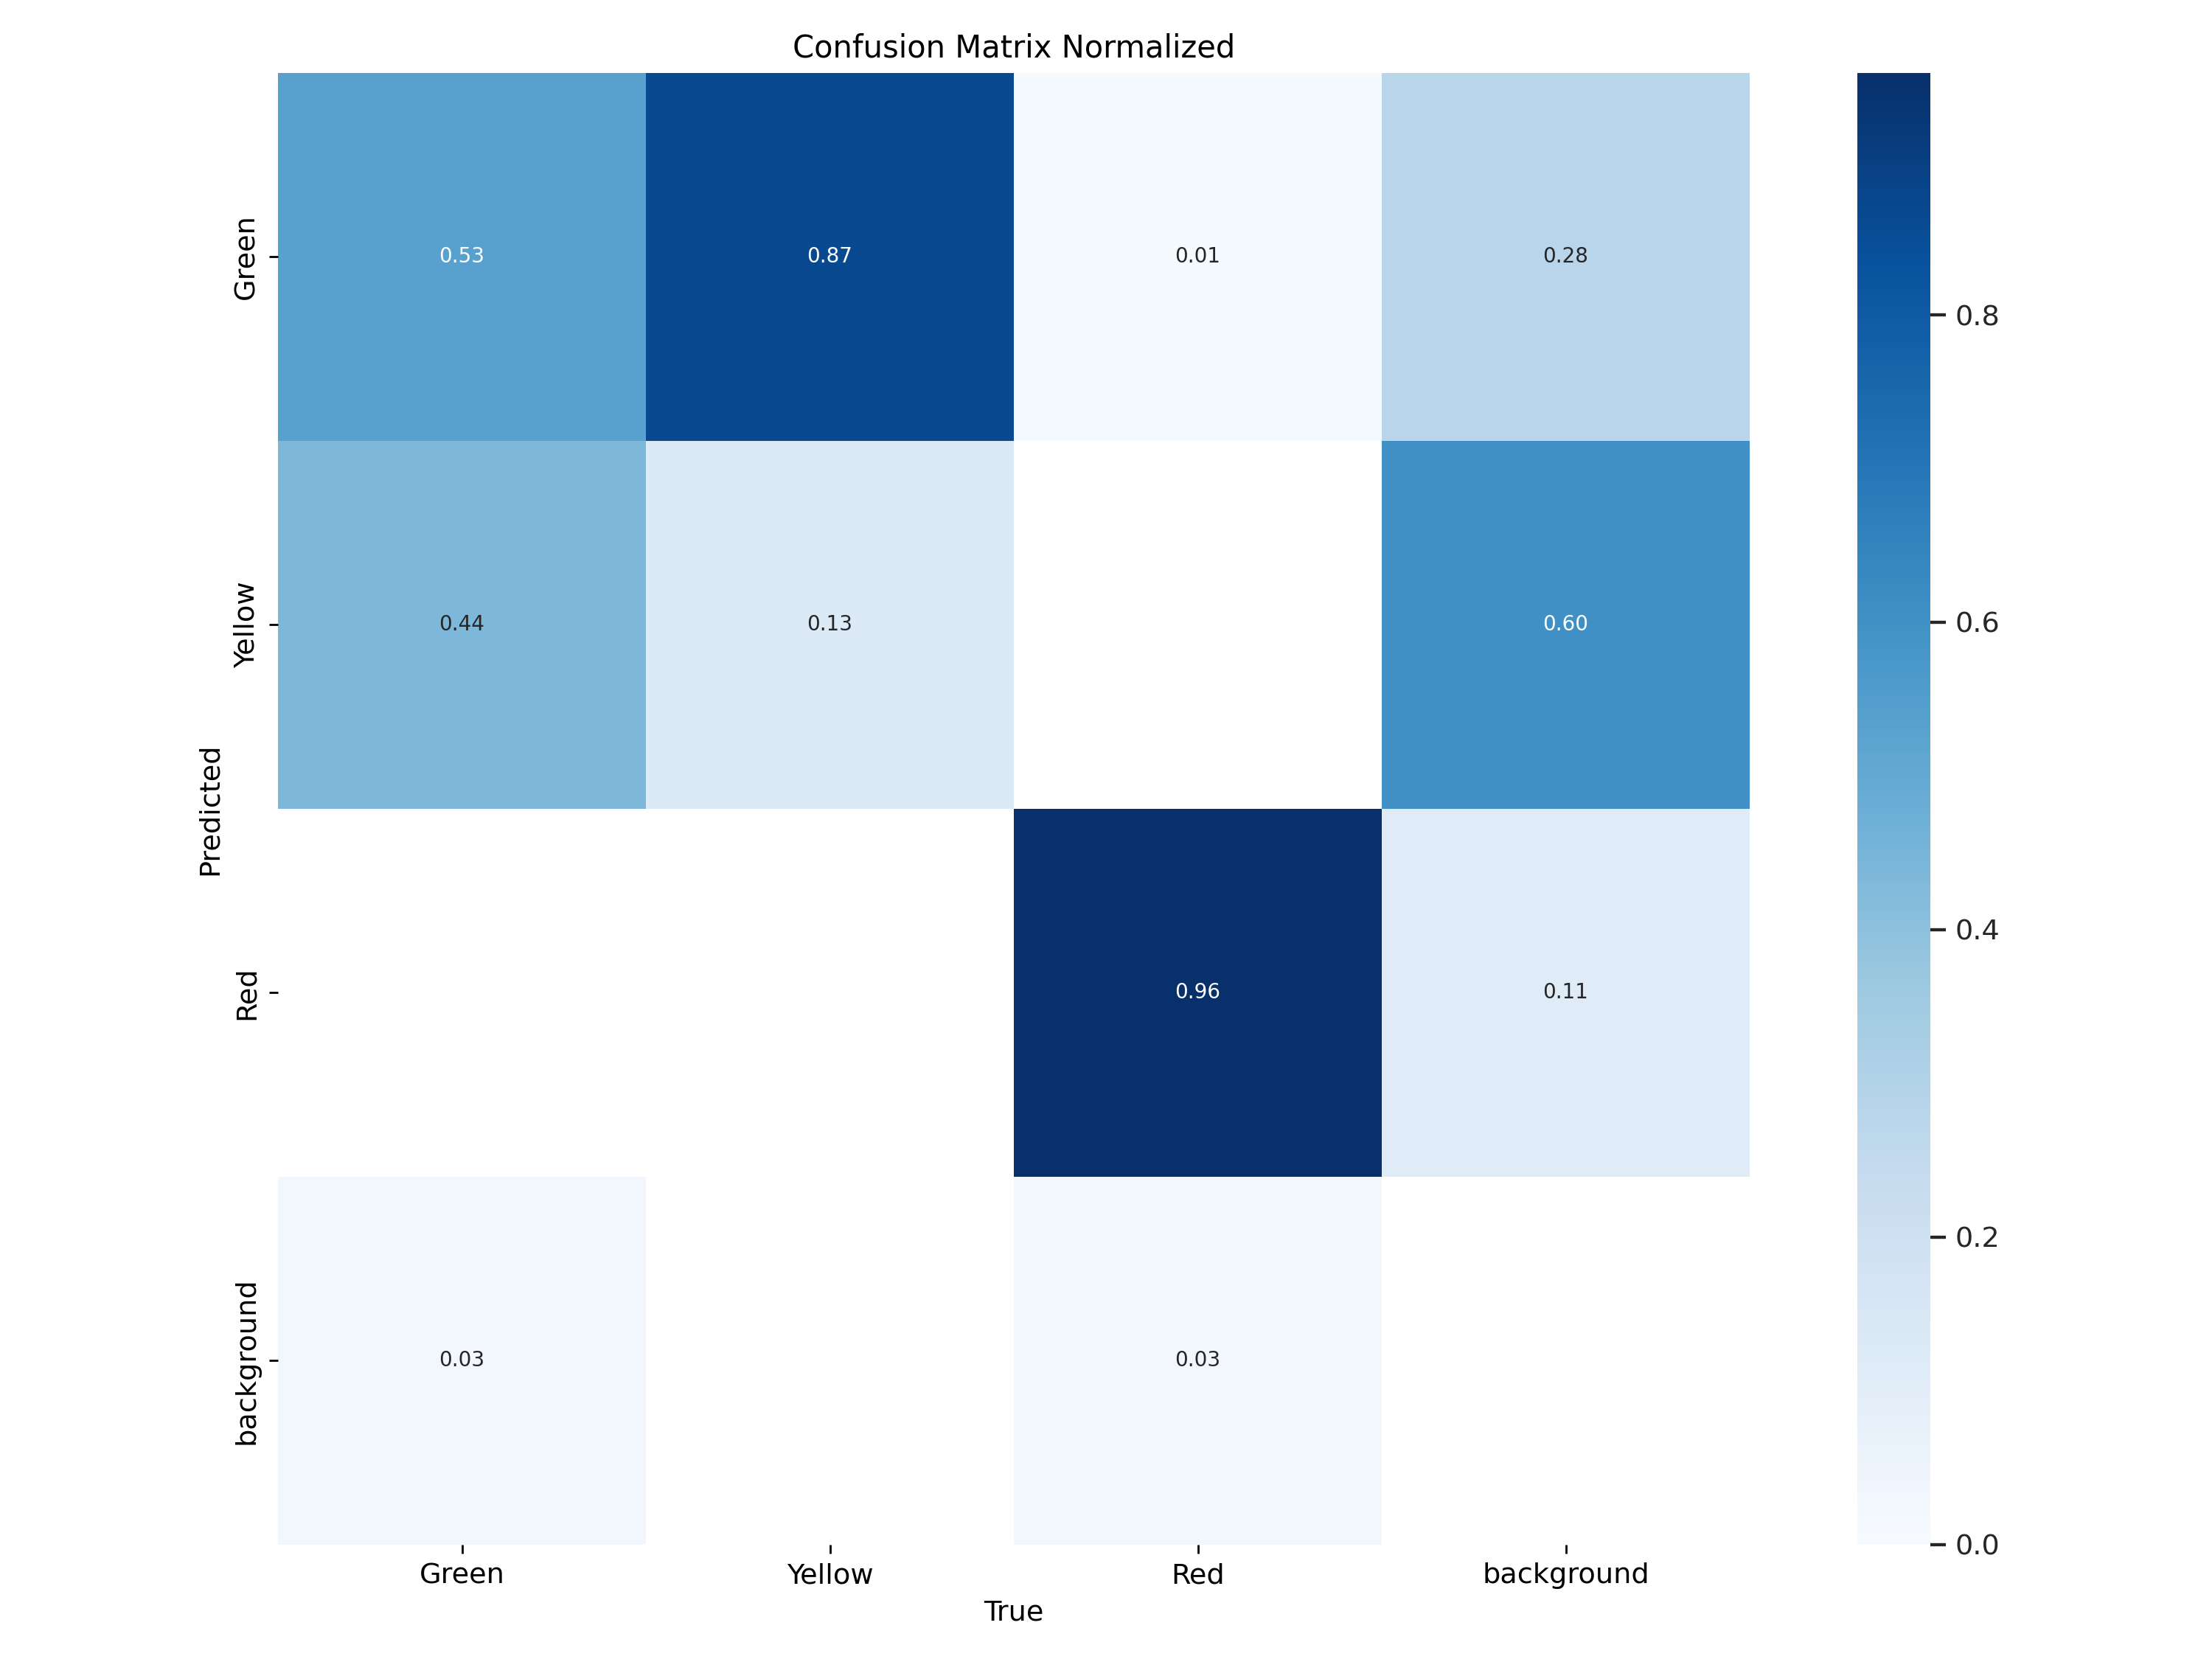 Confusion Matrix Normalized
Green
0.53
0.87
0.01
0.28
0.8
Yellow
0.44
0.13
0.60
0.6
Predicted
0.4
Red
0.96
0.11
0.2
background
0.03
0.03
0.0
Green
Yellow
Red
background
True